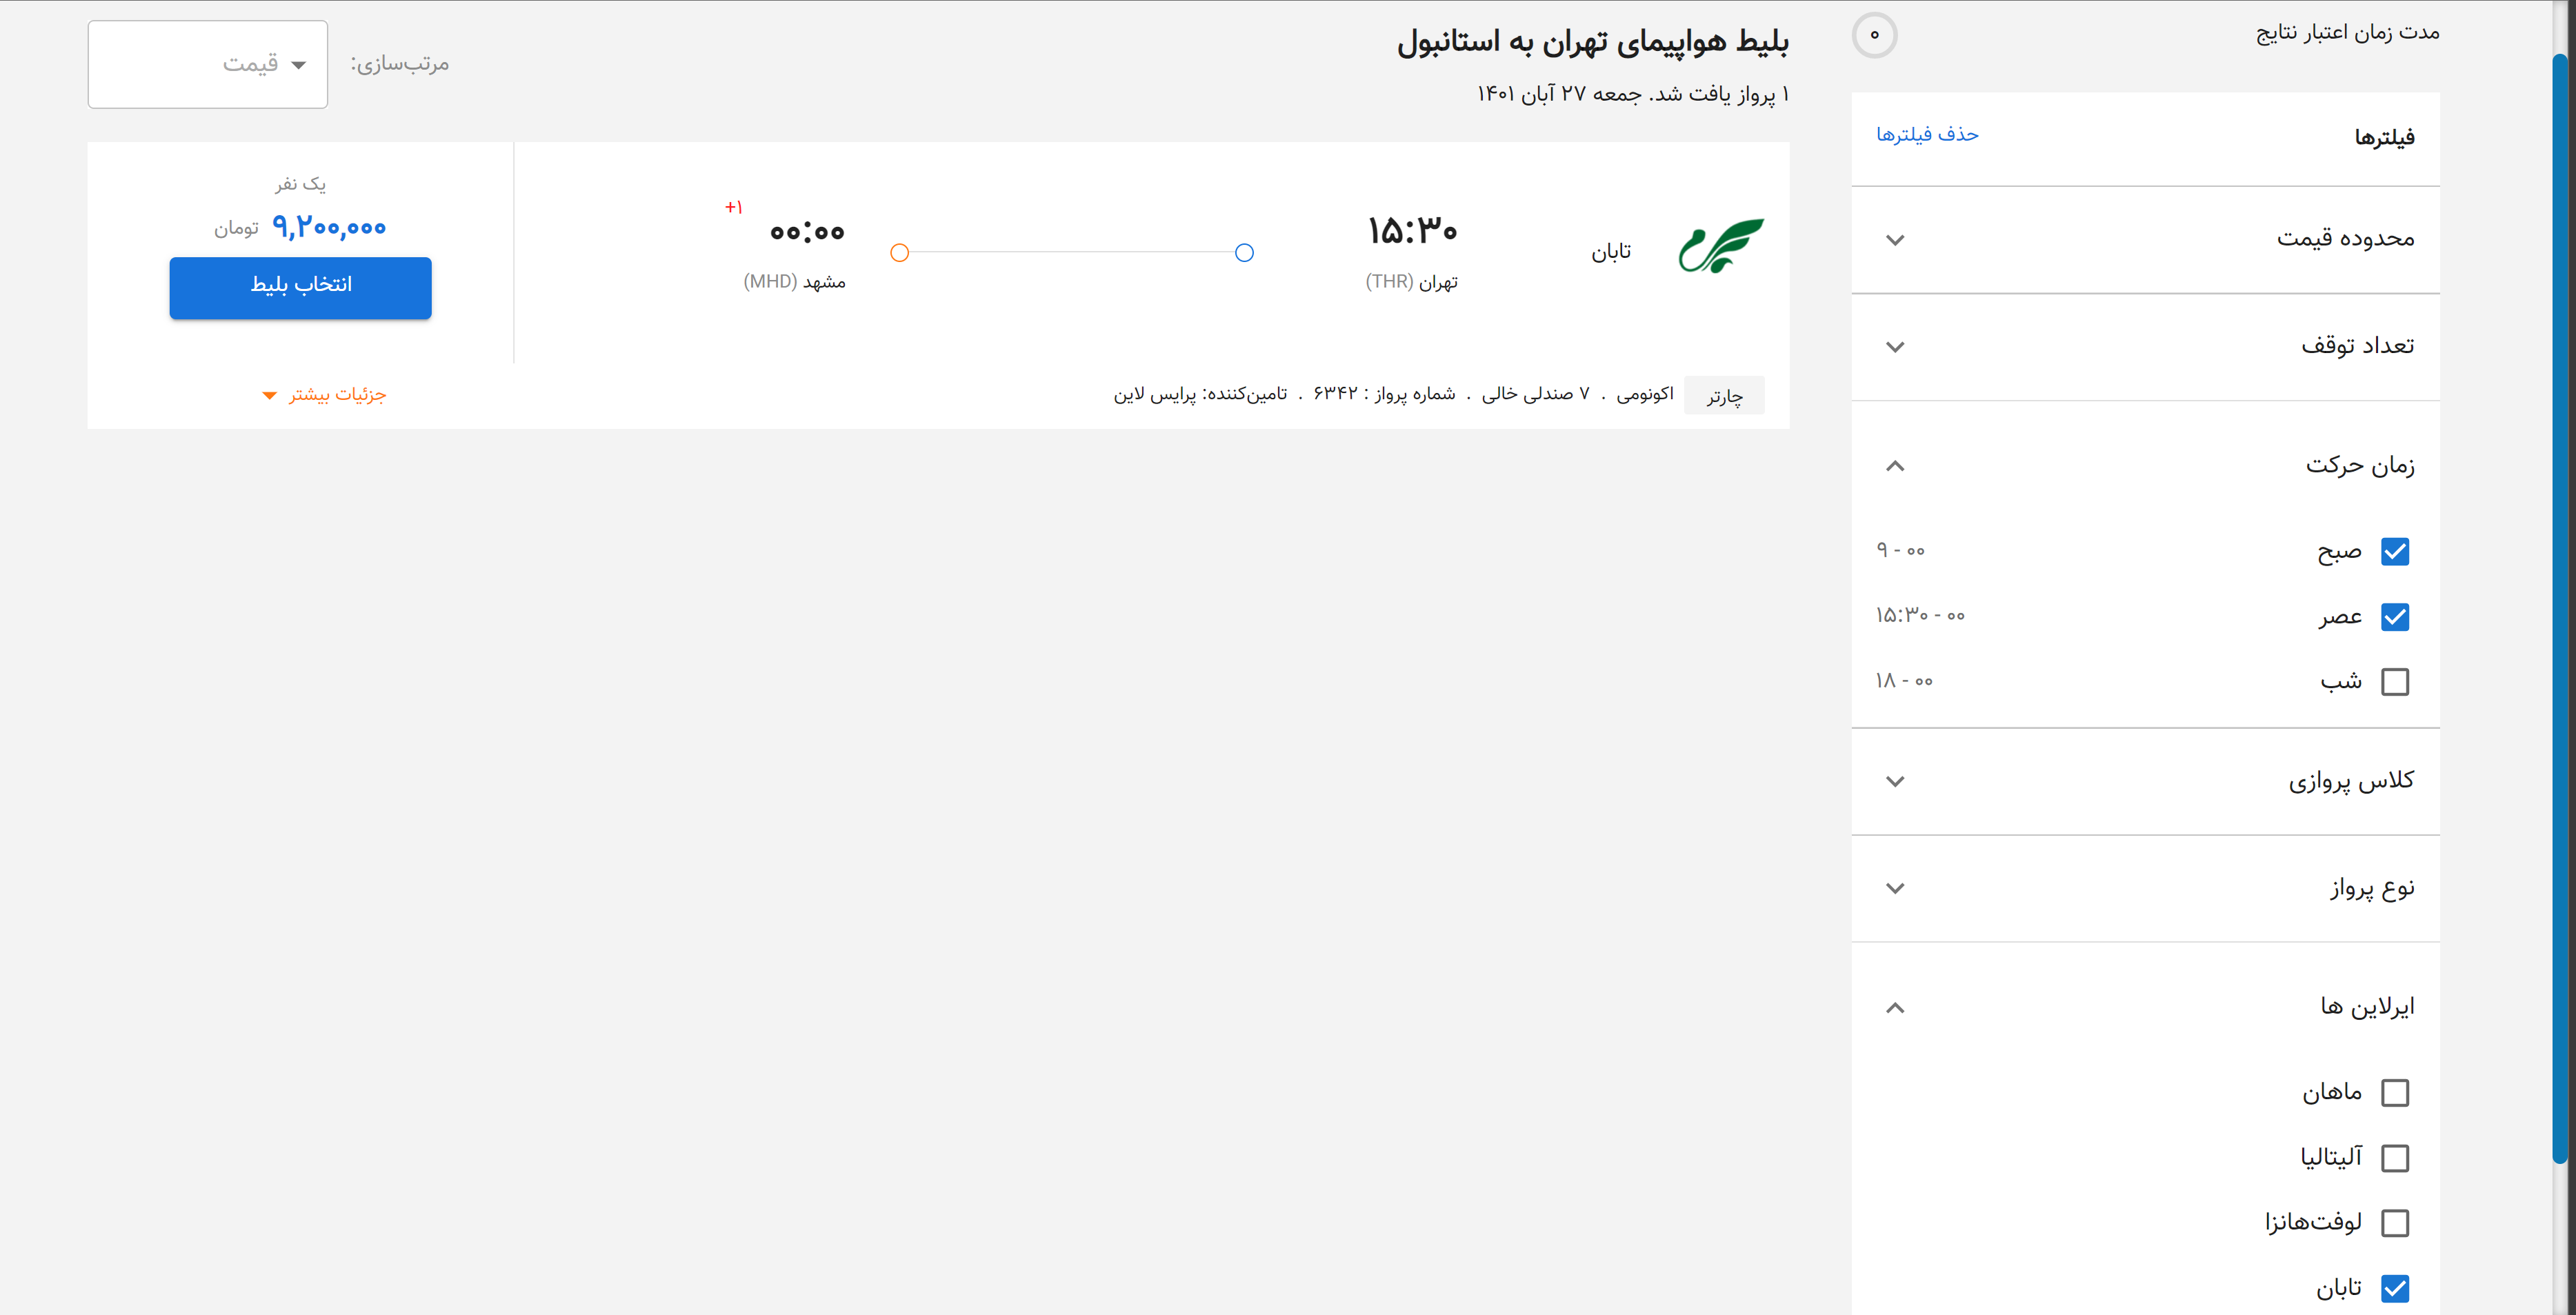 مدت زمان اعتبار نتایج
۰
فیلترها
حذف فیلترها
محدوده قیمت
تعداد توقف
زمان حرکت
صبح
۹ - ۰۰
عصر
۱۵:۳۰ - ۰۰
شب
۱۸ - ۰۰
کلاس پروازی
نوع پرواز
ایرلاین ها
ماهان
آلیتالیا
لوفت‌هانزا
تابان
بلیط هواپیمای تهران به استانبول
۱ پرواز یافت شد. جمعه ۲۷ آبان ۱۴۰۱
مرتب‌سازی:
قیمت
تابان
۱۵:۳۰
تهران (THR)
۰۰:۰۰
+۱
مشهد (MHD)
چارتر
اکونومی . ۷ صندلی خالی . شماره پرواز : ۶۳۴۲ . تامین‌کننده: پرایس لاین
یک نفر
۹,۲۰۰,۰۰۰ تومان
انتخاب بلیط
جزئیات بیشتر